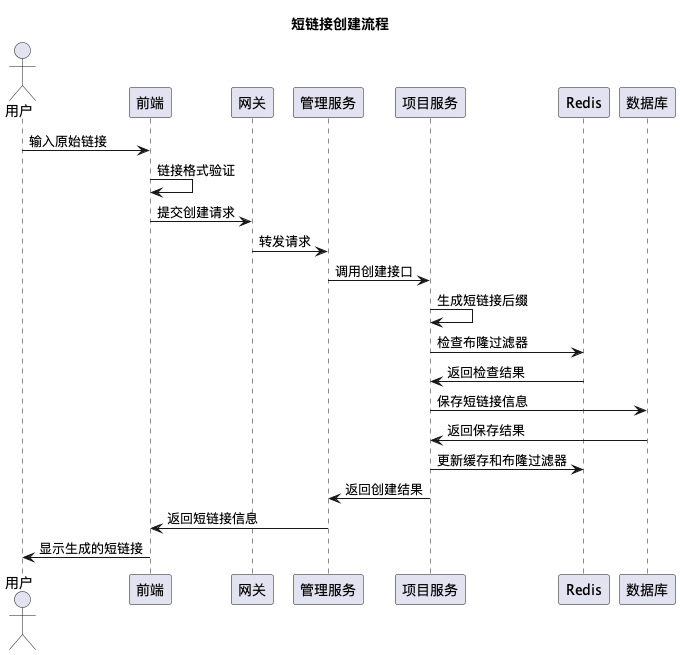 短链接创建流程
用户
前端 网关 管理服务 项目服务 Redis 数据库
输入原始链接
链接格式验证
提交创建请求
转发请求
调用创建接口
生成短链接后缀
检查布隆过滤器
返回检查结果
保存短链接信息
返回保存结果
更新缓存和布隆过滤器
返回创建结果
返回短链接信息
显示生成的短链接
用户 前端 网关 管理服务 项目服务 Redis 数据库